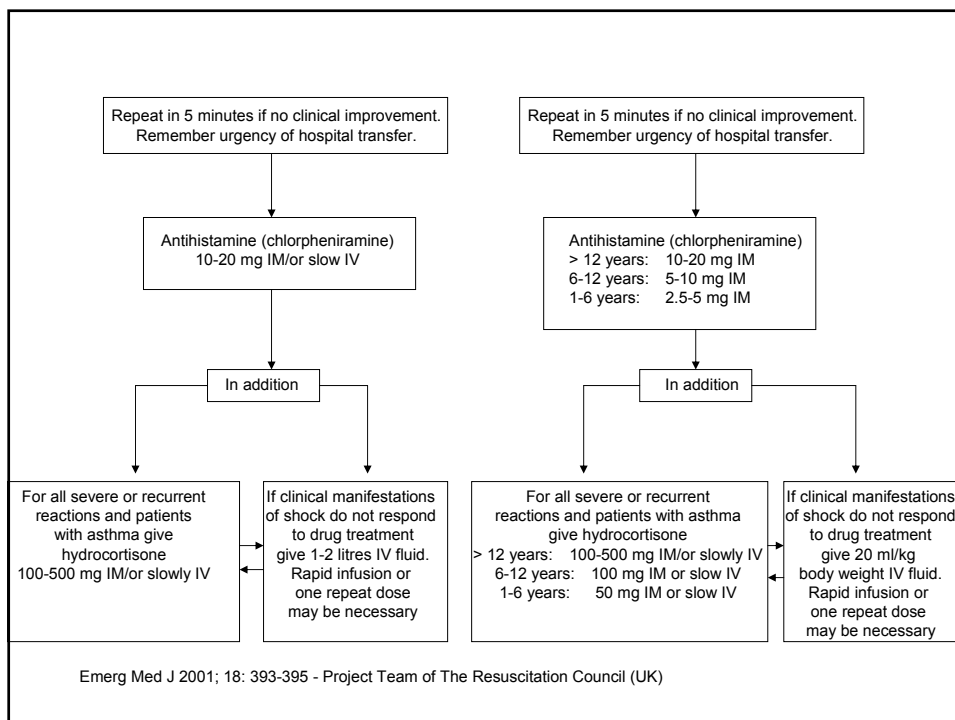 Repeat in 5 minutes if no clinical improvement.
Remember urgency of hospital transfer.
Antihistamine (chlorpheniramine)
10-20 mg IM/or slow IV
In addition
For all severe or recurrent
reactions and patients
with asthma give
hydrocortisone
100-500 mg IM/or slowly IV
If clinical manifestations
of shock do not respond
to drug treatment
give 1-2 litres IV fluid.
Rapid infusion or
one repeat dose
may be necessary
Repeat in 5 minutes if no clinical improvement.
Remember urgency of hospital transfer.
Antihistamine (chlorpheniramine)
> 12 years: 10-20 mg IM
6-12 years: 5-10 mg IM
1-6 years: 2.5-5 mg IM
In addition
For all severe or recurrent
reactions and patients with asthma
give hydrocortisone
> 12 years: 100-500 mg IM/or slowly IV
6-12 years: 100 mg IM or slow IV
1-6 years: 50 mg IM or slow IV
If clinical manifestations
of shock do not respond
to drug treatment
give 20 ml/kg
body weight IV fluid.
Rapid infusion or
one repeat dose
may be necessary
Emerg Med J 2001; 18: 393-395 - Project Team of The Resuscitation Council (UK)